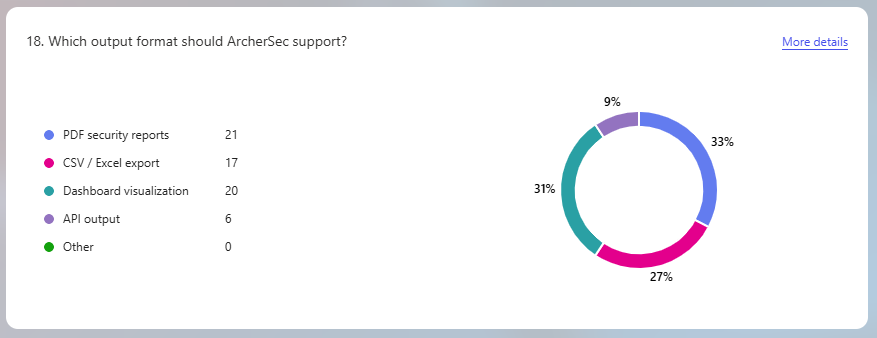 18. Which output format should ArcherSec support?
More details
PDF security reports 21
CSV / Excel export 17
Dashboard visualization 20
API output 6
Other 0
9%
33%
31%
27%